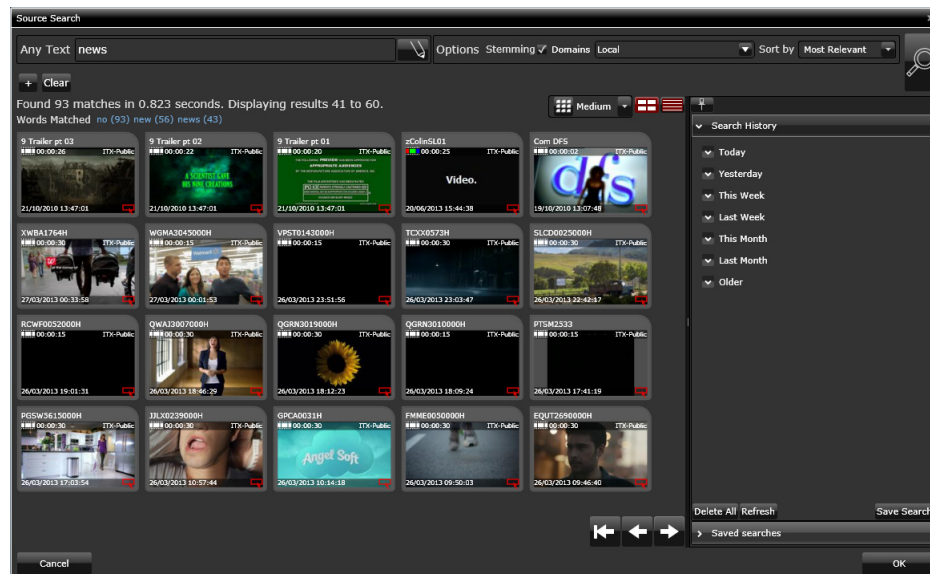 Source Search
Any Text news
Options Stemming Domains Local Sort by Most Relevant
+ Clear
Found 93 matches in 0.823 seconds. Displaying results 41 to 60.
Medium
Words Matched no (93) new (56) news (43)
Search History
Today
Yesterday
This Week
Last Week
This Month
Last Month
Older
9 Trailer pt 03 9 Trailer pt 02 9 Trailer pt 01 zColinSL01 Com DFS
00:00:26 ITX-Public 00:00:22 ITX-Public 00:00:20 ITX-Public 00:00:25 ITX-Public 00:00:02 ITX-Public
A SCIENTIST GAVE
HIS NINE CREATIONS
PREVIEW
APPROPRIATE AUDIENCES
Video.
dfs
21/10/2010 13:47:01 21/10/2010 13:47:01 21/10/2010 13:47:01 20/06/2013 15:44:38 19/10/2010 13:07:48
XWBA1764H WGMA3045000H VPST0143000H TCXX0573H SLCD0025000H
00:00:30 ITX-Public 00:00:15 ITX-Public 00:00:15 ITX-Public 00:00:30 ITX-Public 00:00:30 ITX-Public
Walmart
27/03/2013 00:33:58 27/03/2013 00:01:53 26/03/2013 23:51:56 26/03/2013 23:03:47 26/03/2013 22:42:17
RCWF0052000H QWAJ3007000H QGRN3019000H QGRN3010000H PTSM2533
00:00:15 ITX-Public 00:00:30 ITX-Public 00:00:30 ITX-Public 00:00:15 ITX-Public 00:00:15 ITX-Public
26/03/2013 19:01:31 26/03/2013 18:46:29 26/03/2013 18:12:23 26/03/2013 18:09:24 26/03/2013 17:41:19
PGSW5615000H JJLX0239000H GPCA0031H FMME0050000H EQUT2690000H
00:00:30 ITX-Public 00:00:30 ITX-Public 00:00:30 ITX-Public 00:00:30 ITX-Public 00:00:30 ITX-Public
Angel Soft
26/03/2013 17:03:54 26/03/2013 10:57:44 26/03/2013 10:14:18 26/03/2013 09:50:03 26/03/2013 09:46:40
Delete All Refresh Save Search
Saved searches
Cancel OK